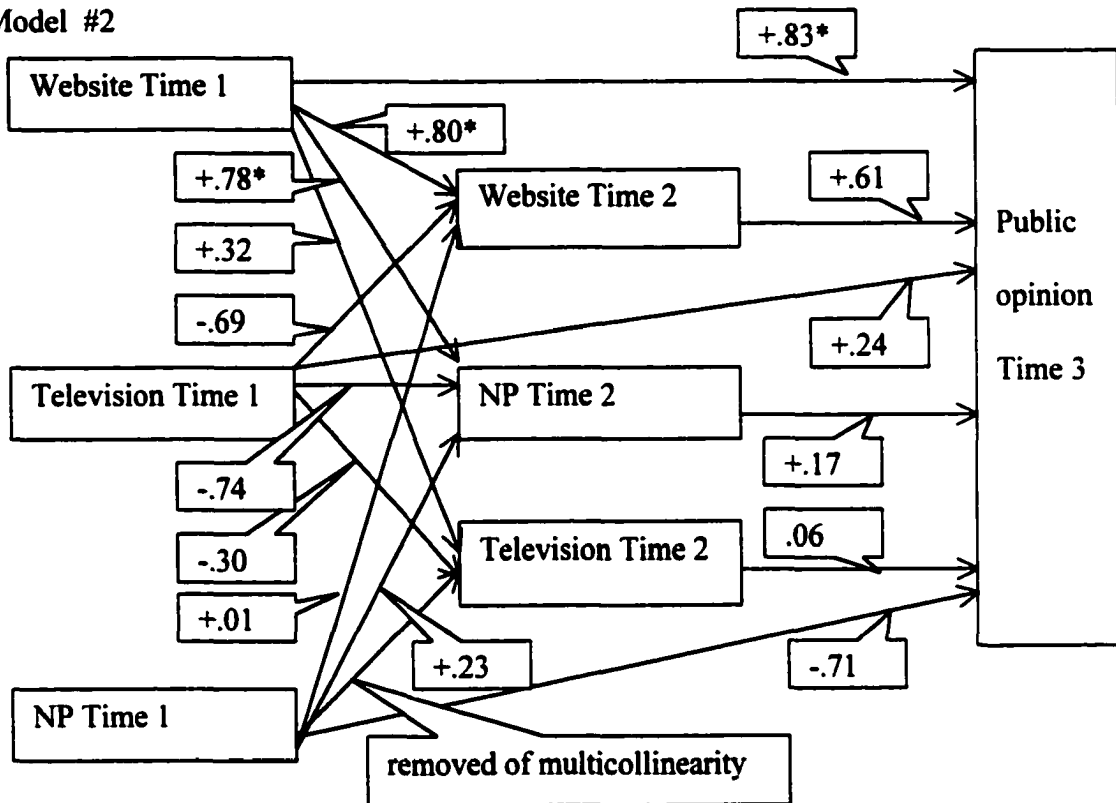 Model #2
+.83*
Website Time 1
+.80*
+.78*
Website Time 2
+.61
+.32
Public
opinion
Time 3
-.69
+.24
Television Time 1
NP Time 2
+.17
-.74
.06
-.30
Television Time 2
+.01
+.23
-.71
NP Time 1
removed of multicollinearity